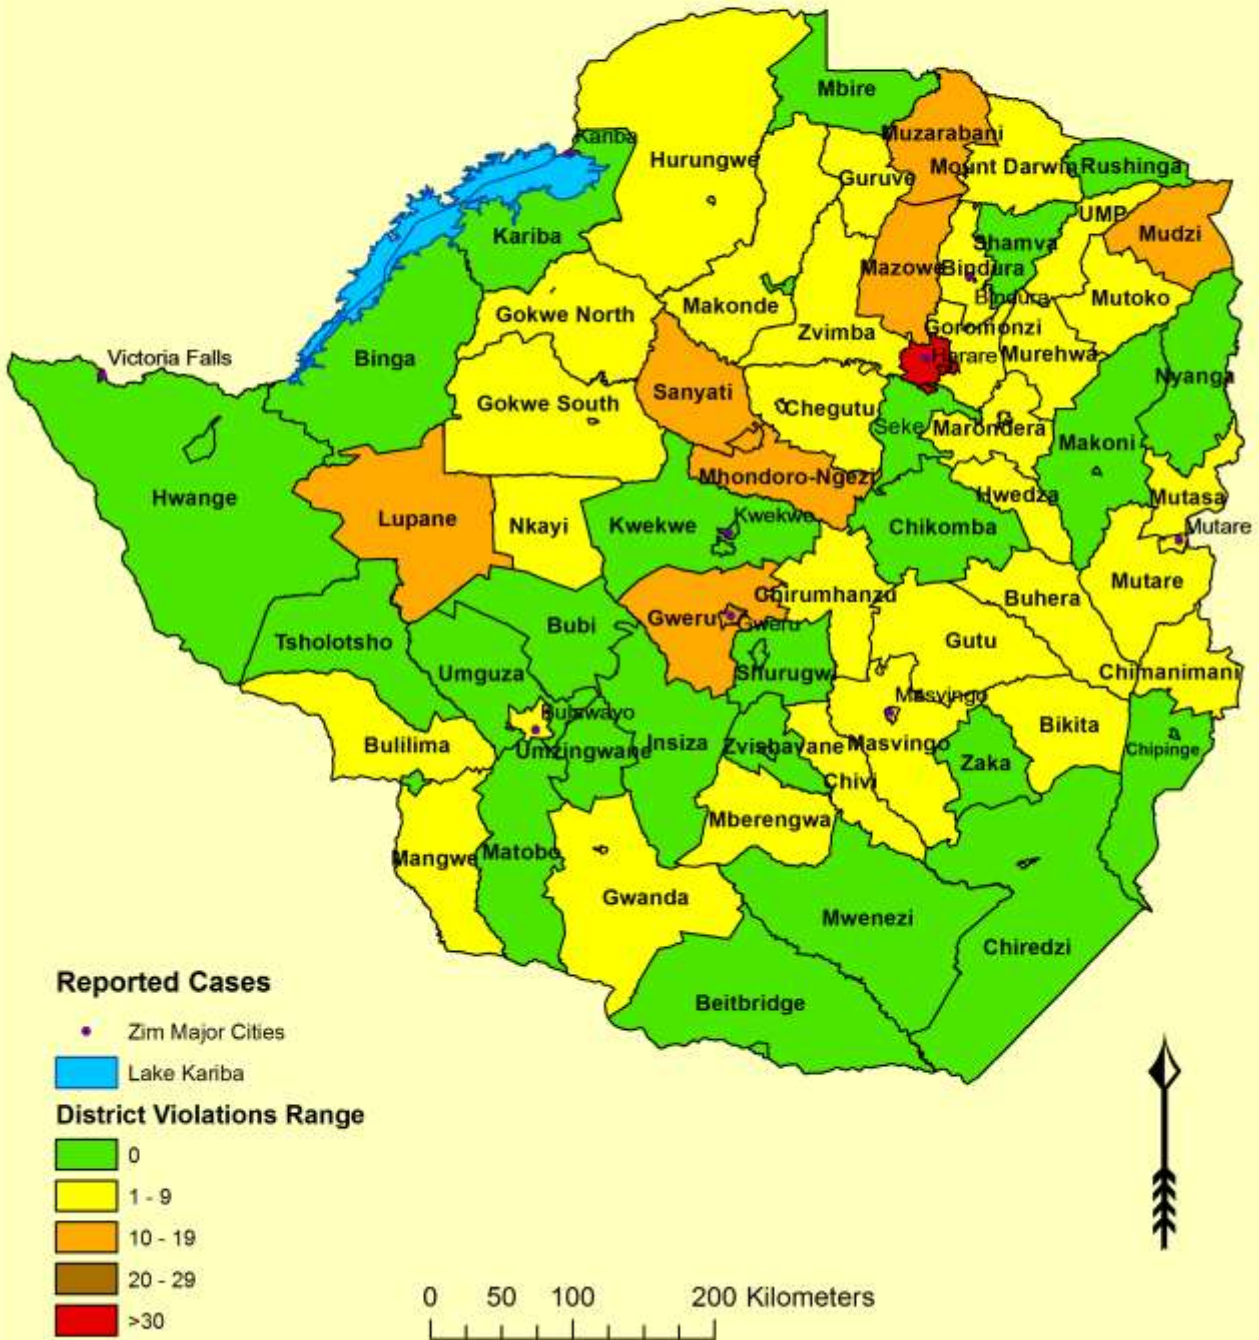 Mbire
Kariba
Muzarabani
Hurungwe
Mount Darwin
Rushinga
Guruve
UMP
Mudzi
Kariba
Shamva
Mazowe
Bindura
Bindura
Mutoko
Makonde
Gokwe North
Zvimba
Goromonzi
Murehwa
Harare
Victoria Falls
Binga
Nyanga
Sanyati
Gokwe South
Chegutu
Seke
Marondera
Makoni
Mhondoro-Ngezi
Hwange
Hwedza
Mutasa
Lupane
Nkayi
Kwekwe
Kwekwe
Chikomba
Mutare
Mutare
Chirumhanzu
Buhera
Gweru
Gweru
Bubi
Tsholotsho
Gutu
Umguza
Shurugwi
Chimanimani
Masvingo
Bulawayo
Bulilima
Umzingwane
Insiza
Zvishavane
Masvingo
Bikita
Zaka
Chipinge
Chivi
Mberengwa
Mangwe
Matobo
Gwanda
Mwenezi
Chiredzi
Beitbridge
Reported Cases
Zim Major Cities
Lake Kariba
District Violations Range
0
1 - 9
10 - 19
20 - 29
>30
0 50 100 200 Kilometers